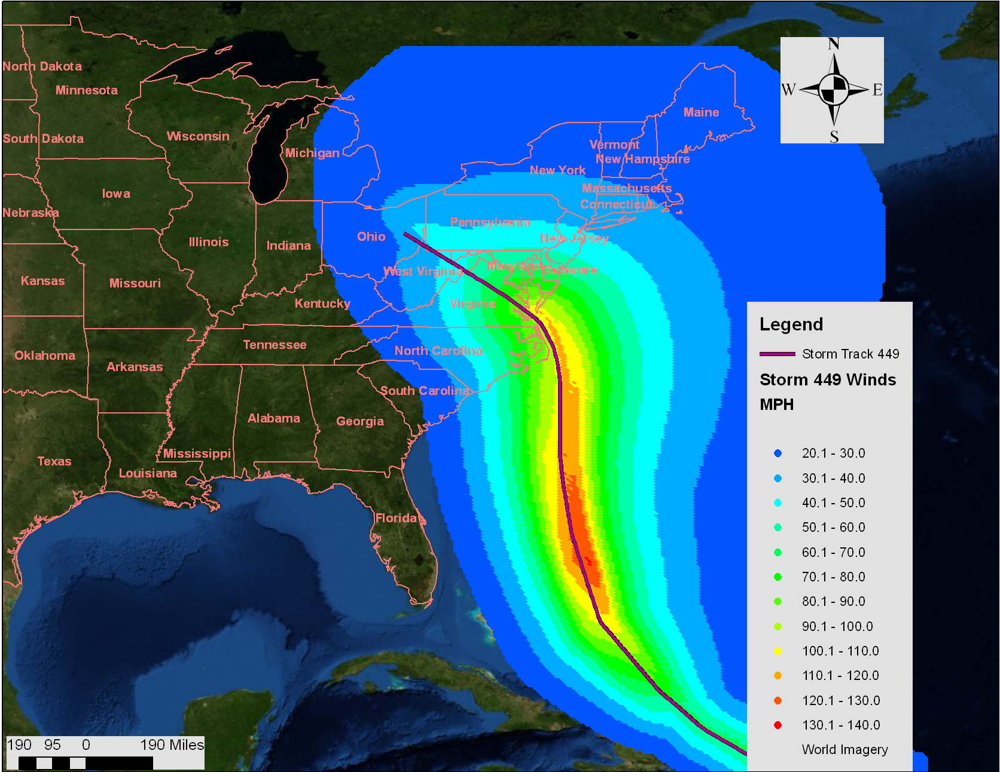 N
W E
S
North Dakota
Minnesota
Maine
South Dakota
Wisconsin
Michigan
Vermont
New Hampshire
New York
Massachusetts
Iowa
Connecticut
Nebraska
Pennsylvania
Ohio
New Jersey
Illinois
Indiana
Maryland
Delaware
West Virginia
Kansas
Missouri
Kentucky
Virginia
Tennessee
North Carolina
Oklahoma
Arkansas
South Carolina
Alabama
Georgia
Mississippi
Texas
Louisiana
Florida
Legend
Storm Track 449
Storm 449 Winds
MPH
20.1 - 30.0
30.1 - 40.0
40.1 - 50.0
50.1 - 60.0
60.1 - 70.0
70.1 - 80.0
80.1 - 90.0
90.1 - 100.0
100.1 - 110.0
110.1 - 120.0
120.1 - 130.0
130.1 - 140.0
World Imagery
190 95 0 190 Miles